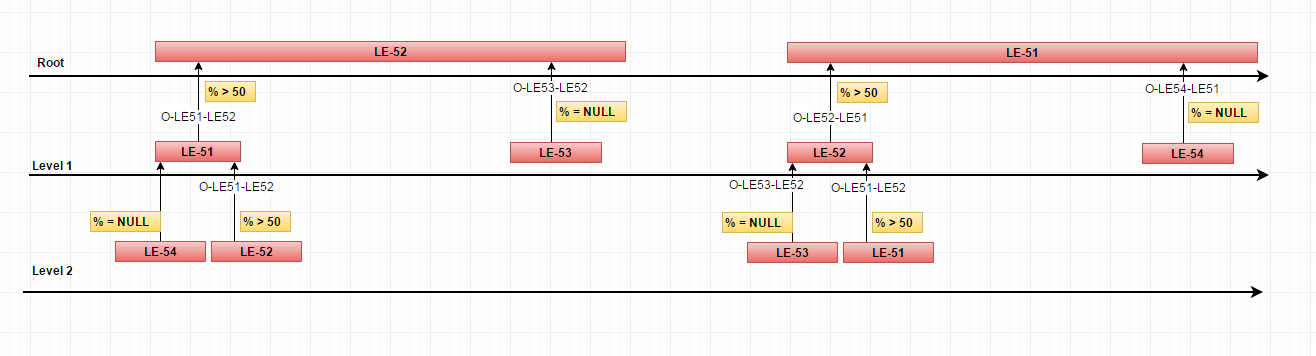 LE-52
LE-51
Root
% > 50
O-LE53-LE52
% > 50
O-LE54-LE51
O-LE51-LE52
% = NULL
O-LE52-LE51
% = NULL
LE-51
LE-53
LE-52
LE-54
Level 1
O-LE51-LE52
O-LE53-LE52
O-LE51-LE52
% = NULL
% > 50
% = NULL
% > 50
LE-54
LE-52
LE-53
LE-51
Level 2